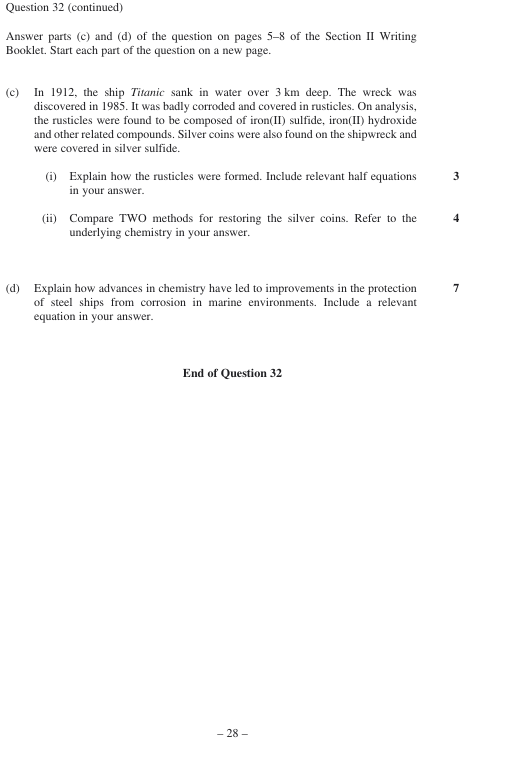 Question 32 (continued)
Answer parts (c) and (d) of the question on pages 5–8 of the Section II Writing
Booklet. Start each part of the question on a new page.
(c) In 1912, the ship Titanic sank in water over 3 km deep. The wreck was
discovered in 1985. It was badly corroded and covered in rusticles. On analysis,
the rusticles were found to be composed of iron(II) sulfide, iron(II) hydroxide
and other related compounds. Silver coins were also found on the shipwreck and
were covered in silver sulfide.
(i) Explain how the rusticles were formed. Include relevant half equations 3
in your answer.
(ii) Compare TWO methods for restoring the silver coins. Refer to the 4
underlying chemistry in your answer.
(d) Explain how advances in chemistry have led to improvements in the protection 7
of steel ships from corrosion in marine environments. Include a relevant
equation in your answer.
End of Question 32
– 28 –